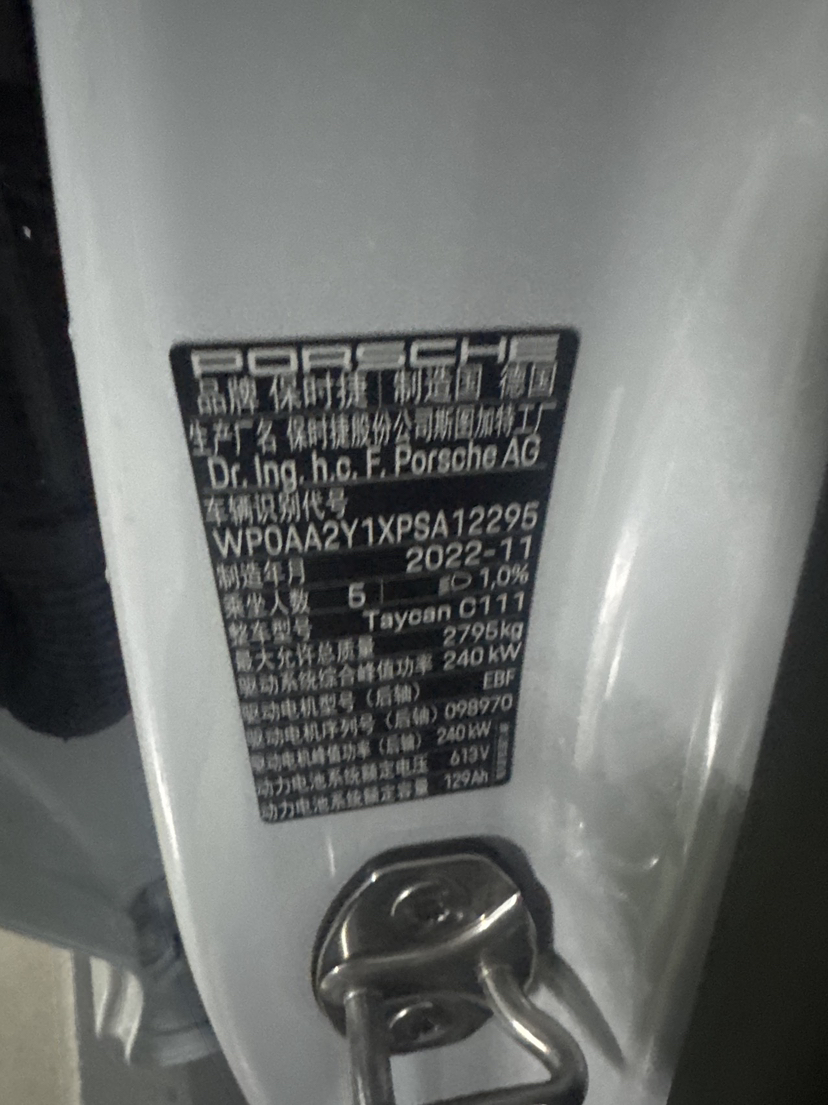 PORSCHE
品牌 保时捷 制造国 德国
生产厂名 保时捷股份公司斯图加特工厂
Dr. Ing. h.c. F. Porsche AG
车辆识别代号
WP0AA2Y1XPSA12295
制造年月 2022-11
乘坐人数 5 1,0%
整车型号 Taycan C111
最大允许总质量 2795kg
驱动系统综合峰值功率 240 kW
驱动电机型号（后轴） EBF
驱动电机序列号（后轴） 098970
驱动电机峰值功率（后轴） 240 kW
动力电池系统额定电压 613V
动力电池系统额定容量 129Ah